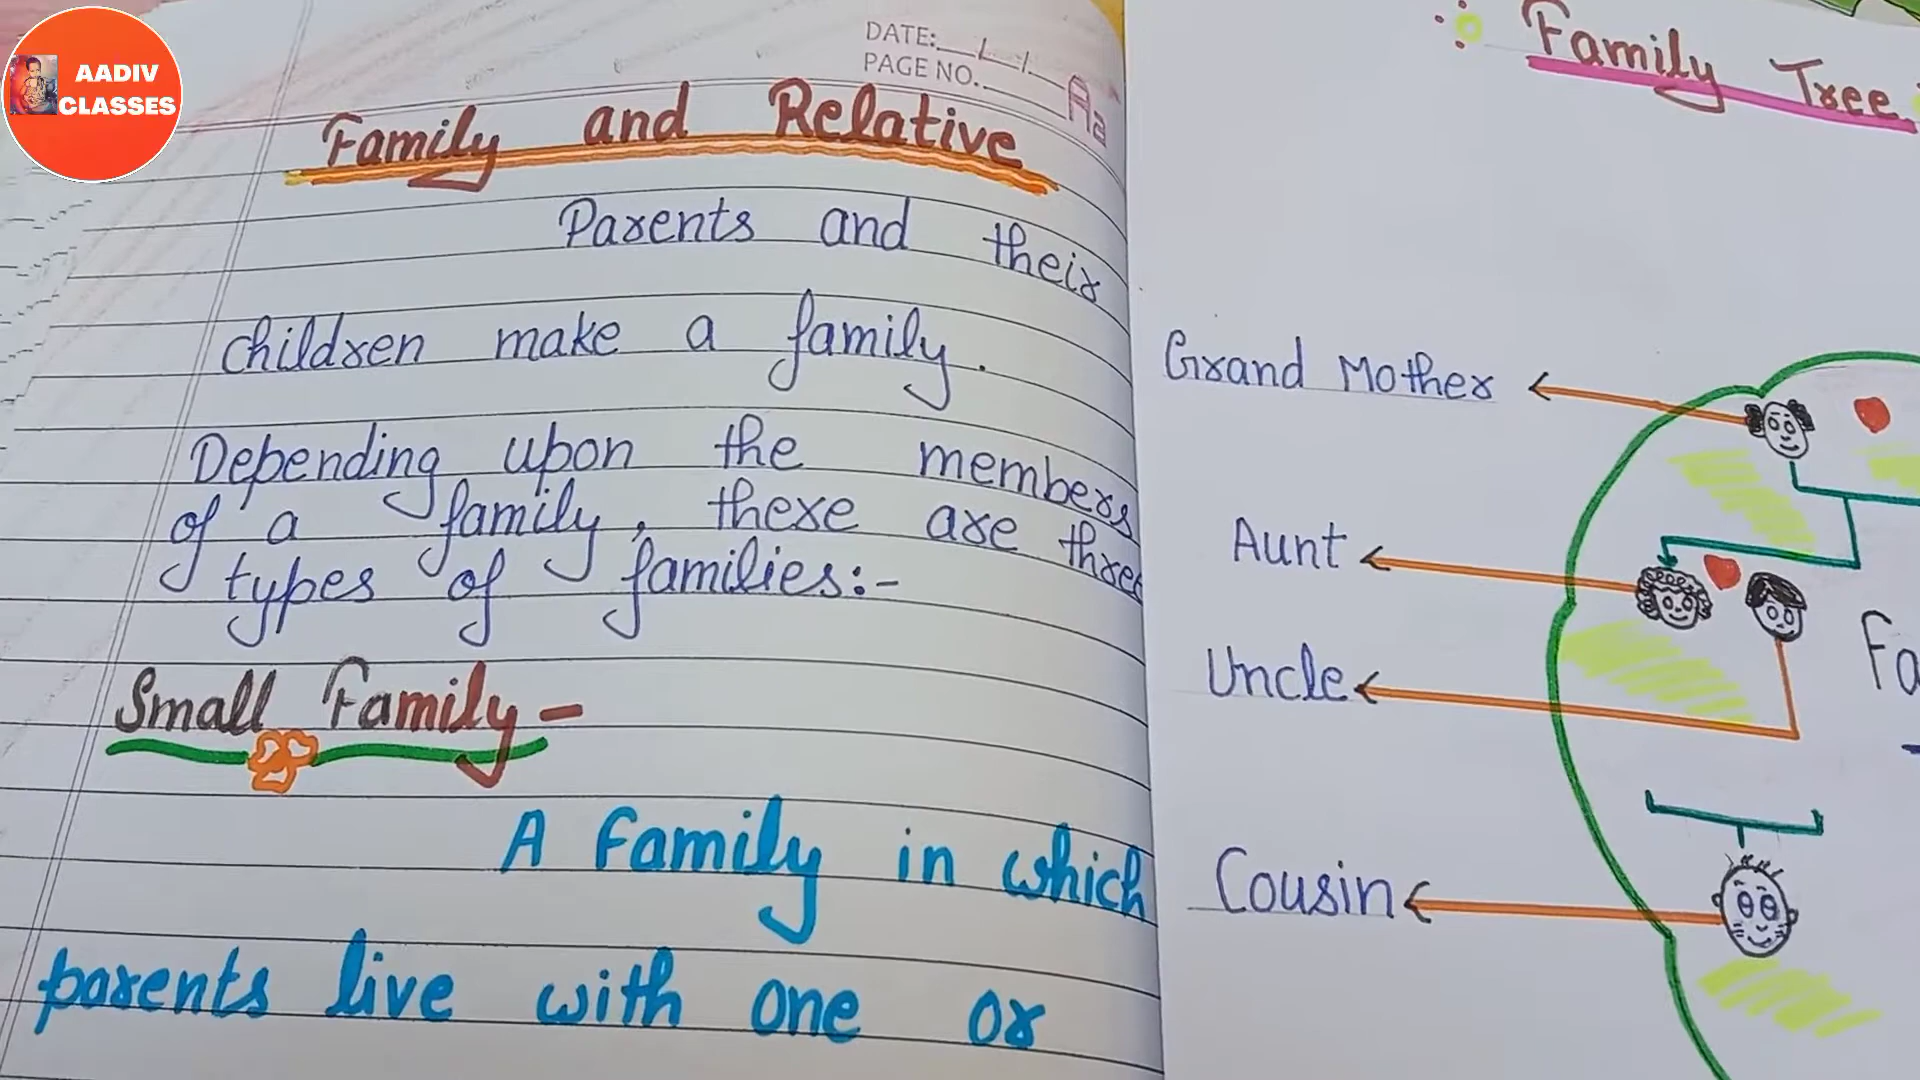 AADIV
CLASSES
DATE:
PAGE NO.
Aa
Family and Relative
Parents and their
children make a family.
Depending upon the members
of a family, there are three
types of families:-
Small Family -
A family in which
parents live with one or
Family Tree
Grand Mother
Aunt
Uncle
Cousin